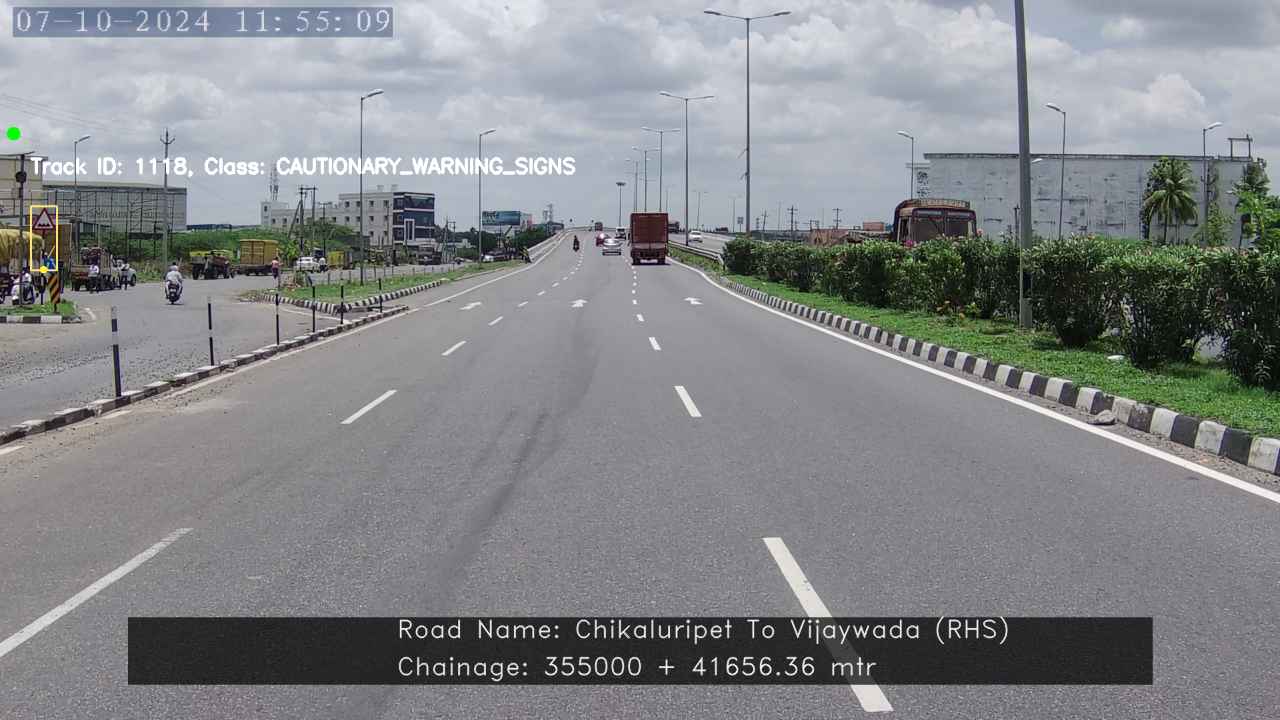 07-10-2024 11:55:09
Track ID: 1118, Class: CAUTIONARY_WARNING_SIGNS
Road Name: Chikaluripet To Vijaywada (RHS)
Chainage: 355000 + 41656.36 mtr